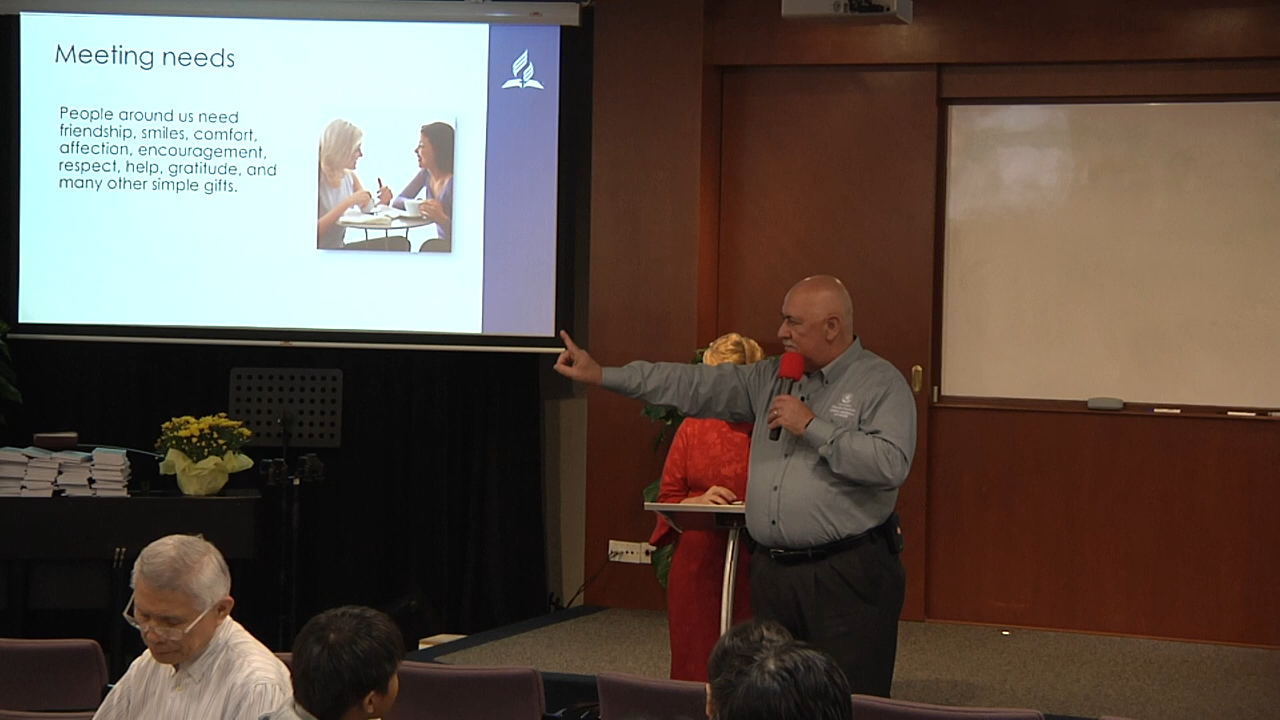 Meeting needs
People around us need
friendship, smiles, comfort,
affection, encouragement,
respect, help, gratitude, and
many other simple gifts.